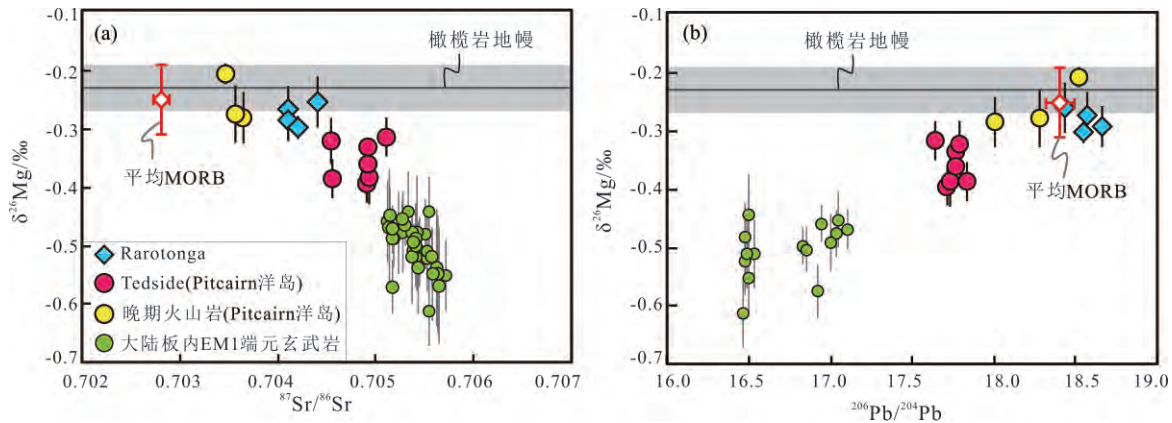 (a)
橄榄岩地幔
平均MORB
Rarotonga
Tedside(Pitcairn洋岛)
晚期火山岩(Pitcairn洋岛)
大陆板内EM1端元玄武岩
δ²⁶Mg/‰
-0.1
-0.2
-0.3
-0.4
-0.5
-0.6
-0.7
0.702 0.703 0.704 0.705 0.706 0.707
⁸⁷Sr/⁸⁶Sr
(b)
橄榄岩地幔
平均MORB
δ²⁶Mg/‰
-0.1
-0.2
-0.3
-0.4
-0.5
-0.6
-0.7
16.0 16.5 17.0 17.5 18.0 18.5 19.0
²⁰⁶Pb/²⁰⁴Pb